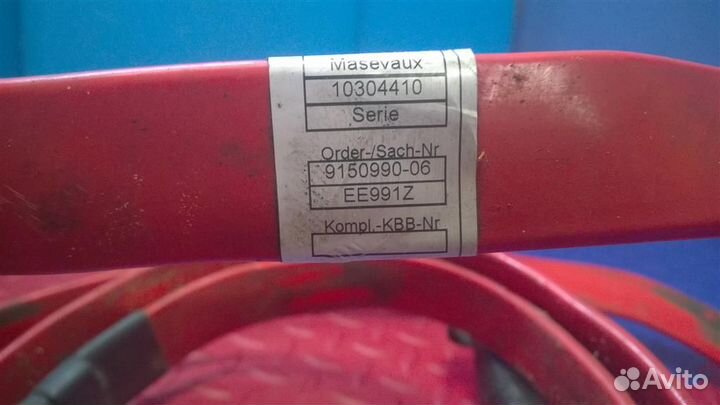 Masevaux
10304410
Serie
Order-/Sach-Nr
9150990-06
EE991Z
Kompl.-KBB-Nr
Avito